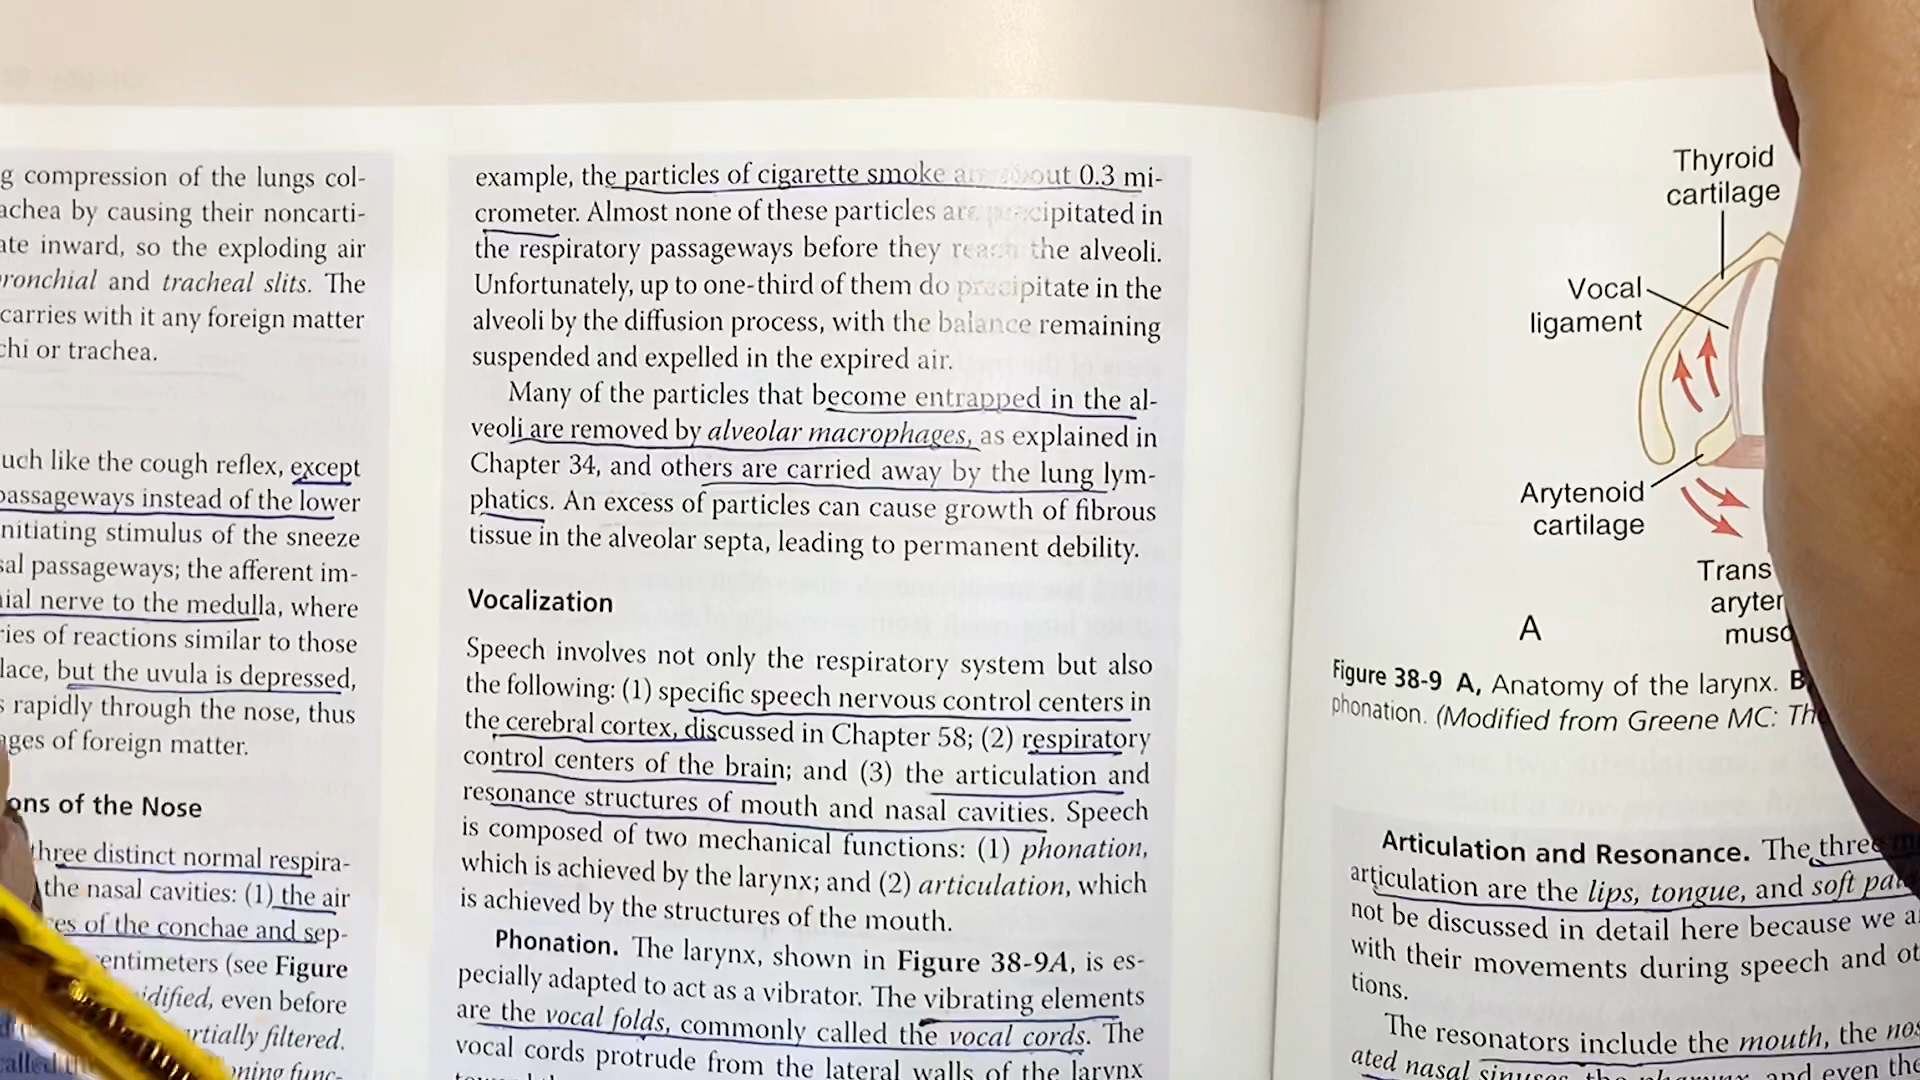 g compression of the lungs col-
achea by causing their noncarti-
ate inward, so the exploding air
ronchial and tracheal slits. The
carries with it any foreign matter
chi or trachea.
uch like the cough reflex, except
passageways instead of the lower
nitiating stimulus of the sneeze
sal passageways; the afferent im-
nial nerve to the medulla, where
ries of reactions similar to those
lace, but the uvula is depressed,
s rapidly through the nose, thus
ages of foreign matter.
ons of the Nose
three distinct normal respira-
the nasal cavities: (1) the air
ces of the conchae and sep-
entimeters (see Figure
idified, even before
rtially filtered.
called
ning func-
example, the particles of cigarette smoke are about 0.3 mi-
crometer. Almost none of these particles are precipitated in
the respiratory passageways before they reach the alveoli.
Unfortunately, up to one-third of them do precipitate in the
alveoli by the diffusion process, with the balance remaining
suspended and expelled in the expired air.
Many of the particles that become entrapped in the al-
veoli are removed by alveolar macrophages, as explained in
Chapter 34, and others are carried away by the lung lym-
phatics. An excess of particles can cause growth of fibrous
tissue in the alveolar septa, leading to permanent debility.
Vocalization
Speech involves not only the respiratory system but also
the following: (1) specific speech nervous control centers in
the cerebral cortex, discussed in Chapter 58; (2) respiratory
control centers of the brain; and (3) the articulation and
resonance structures of mouth and nasal cavities. Speech
is composed of two mechanical functions: (1) phonation,
which is achieved by the larynx; and (2) articulation, which
is achieved by the structures of the mouth.
Phonation. The larynx, shown in Figure 38-9A, is es-
pecially adapted to act as a vibrator. The vibrating elements
are the vocal folds, commonly called the vocal cords. The
vocal cords protrude from the lateral walls of the larynx
Thyroid
cartilage
Vocal
ligament
Arytenoid
cartilage
Trans
aryten
musc
A
Figure 38-9 A, Anatomy of the larynx. B,
phonation. (Modified from Greene MC: The
Articulation and Resonance. The three
articulation are the lips, tongue, and soft pal
not be discussed in detail here because we a
with their movements during speech and ot
tions.
The resonators include the mouth, the nos
ated nasal sinuses, the pharynx, and even the